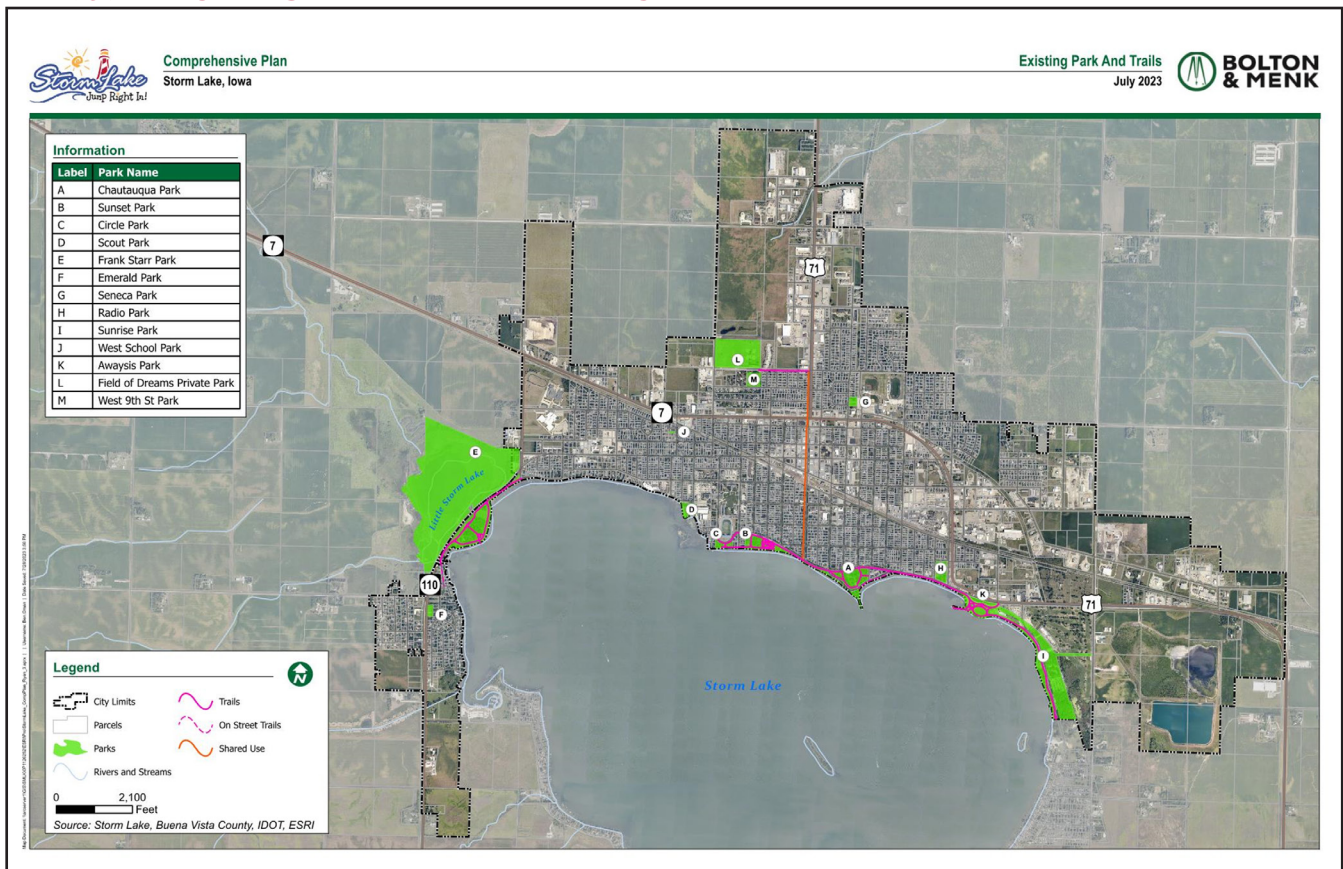 Storm Lake
Jump Right In!
Comprehensive Plan
Storm Lake, Iowa
Existing Park And Trails
July 2023
BOLTON
& MENK
Information
Label Park Name
A Chautauqua Park
B Sunset Park
C Circle Park
D Scout Park
E Frank Starr Park
F Emerald Park
G Seneca Park
H Radio Park
I Sunrise Park
J West School Park
K Awaysis Park
L Field of Dreams Private Park
M West 9th St Park
7
71
L
M
7
G
J
E
Little Storm Lake
D
C
B
A
H
110
K
71
F
I
Storm Lake
Legend
N
City Limits
Trails
Parcels
On Street Trails
Parks
Shared Use
Rivers and Streams
0 2,100
Feet
Source: Storm Lake, Buena Vista County, IDOT, ESRI